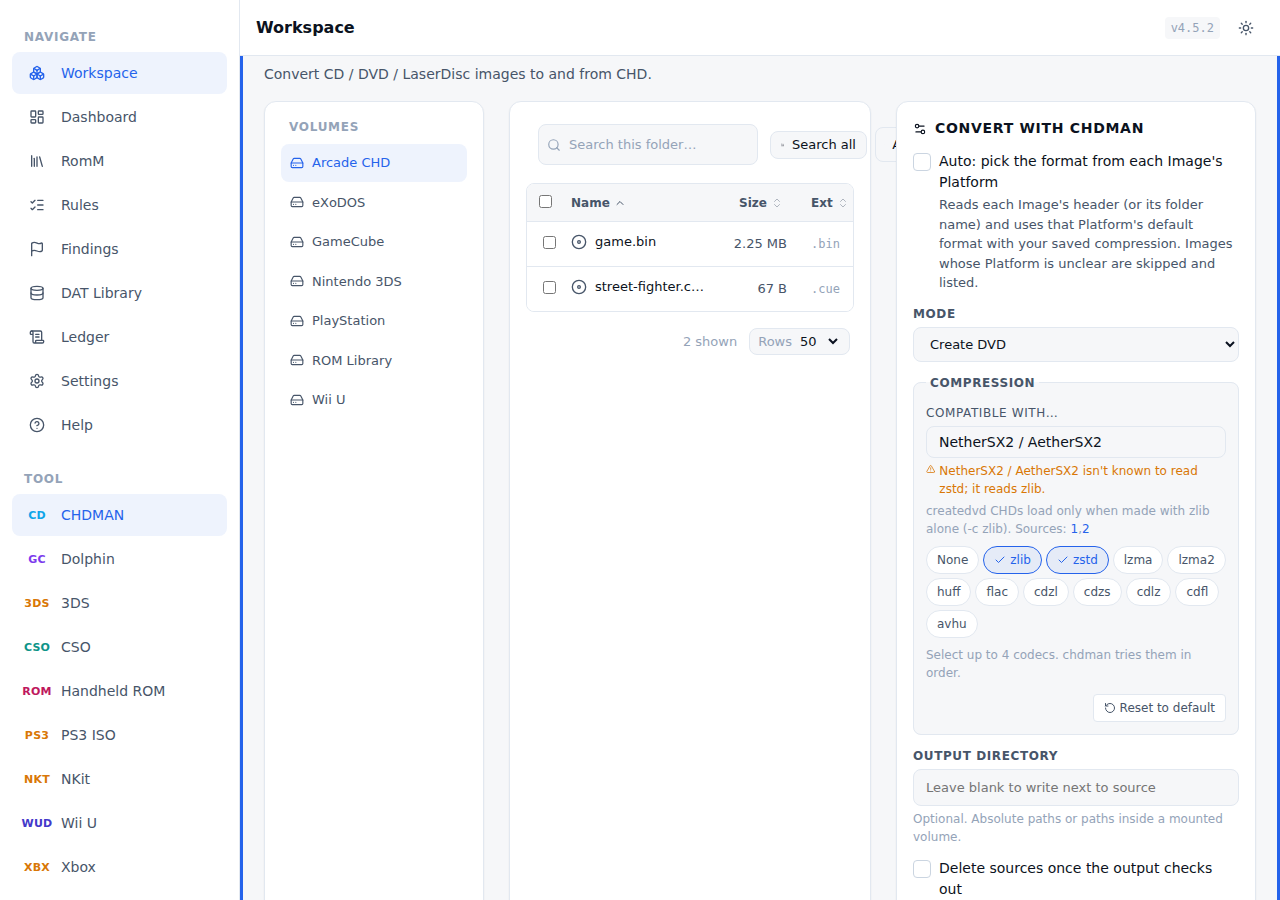 NAVIGATE
Workspace
Dashboard
RomM
Rules
Findings
DAT Library
Ledger
Settings
Help
TOOL
CD CHDMAN
GC Dolphin
3DS 3DS
CSO CSO
ROM Handheld ROM
PS3 PS3 ISO
NKT NKit
WUD Wii U
XBX Xbox
Workspace
v4.5.2
Convert CD / DVD / LaserDisc images to and from CHD.
VOLUMES
Arcade CHD
eXoDOS
GameCube
Nintendo 3DS
PlayStation
ROM Library
Wii U
Search this folder…
Search all
Name Size Ext
game.bin 2.25 MB .bin
street-fighter.c… 67 B .cue
2 shown Rows 50
CONVERT WITH CHDMAN
Auto: pick the format from each Image's
Platform
Reads each Image's header (or its folder
name) and uses that Platform's default
format with your saved compression. Images
whose Platform is unclear are skipped and
listed.
MODE
Create DVD
COMPRESSION
COMPATIBLE WITH…
NetherSX2 / AetherSX2
NetherSX2 / AetherSX2 isn't known to read
zstd; it reads zlib.
createdvd CHDs load only when made with zlib
alone (-c zlib). Sources: 1,2
None zlib zstd lzma lzma2
huff flac cdzl cdzs cdlz cdfl
avhu
Select up to 4 codecs. chdman tries them in
order.
Reset to default
OUTPUT DIRECTORY
Leave blank to write next to source
Optional. Absolute paths or paths inside a mounted
volume.
Delete sources once the output checks
out